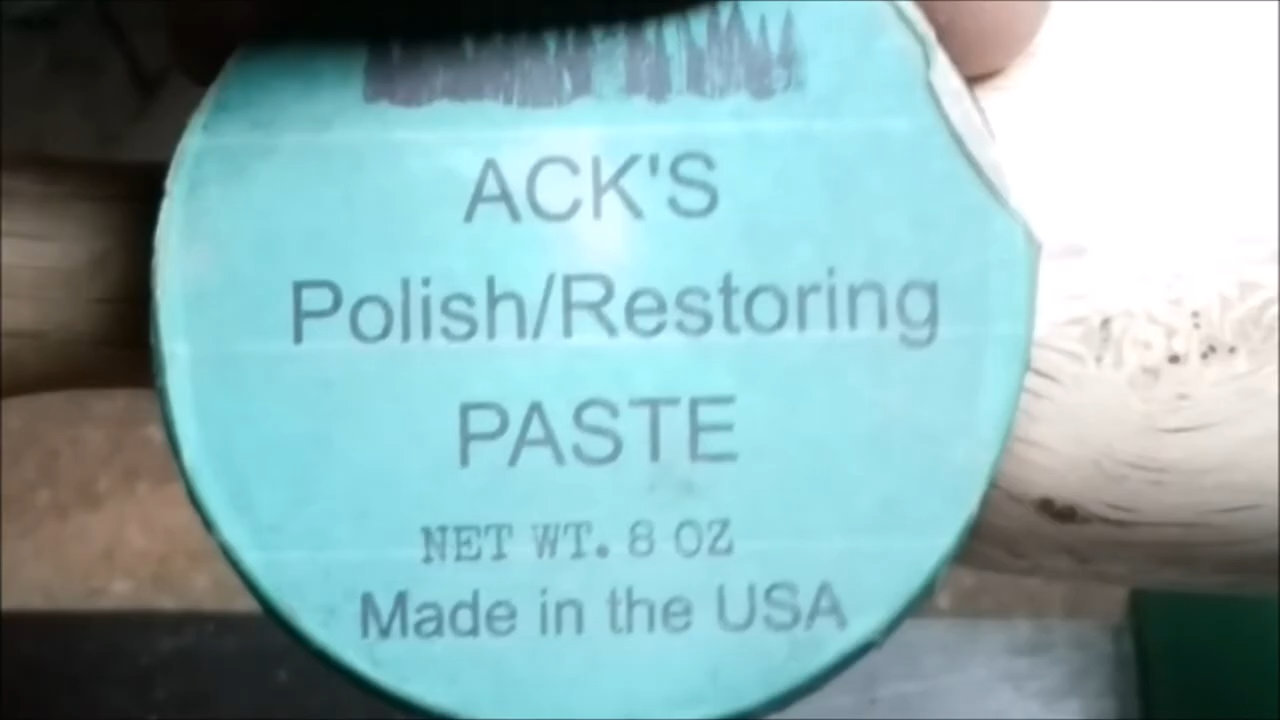 ACK'S
Polish/Restoring
PASTE
NET WT. 8 OZ
Made in the USA